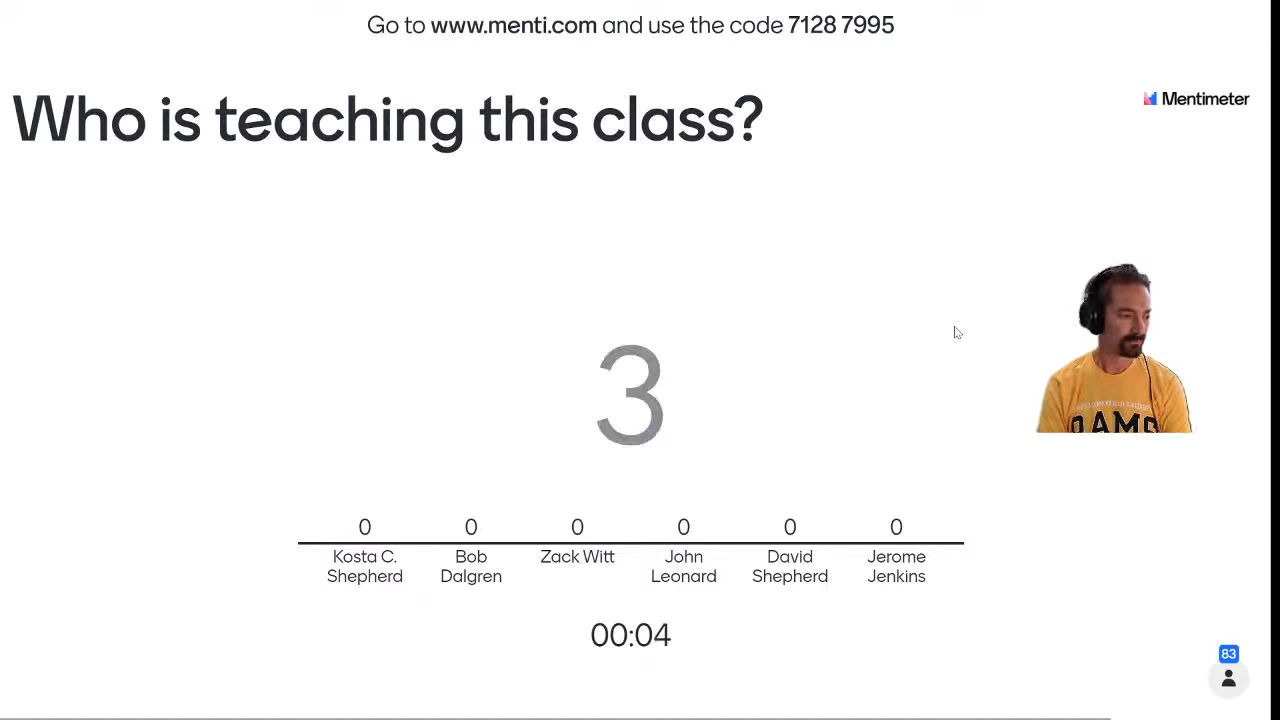 Go to www.menti.com and use the code 7128 7995
Mentimeter
Who is teaching this class?
3
0 0 0 0 0 0
Kosta C. Shepherd
Bob Dalgren
Zack Witt
John Leonard
David Shepherd
Jerome Jenkins
00:04
83